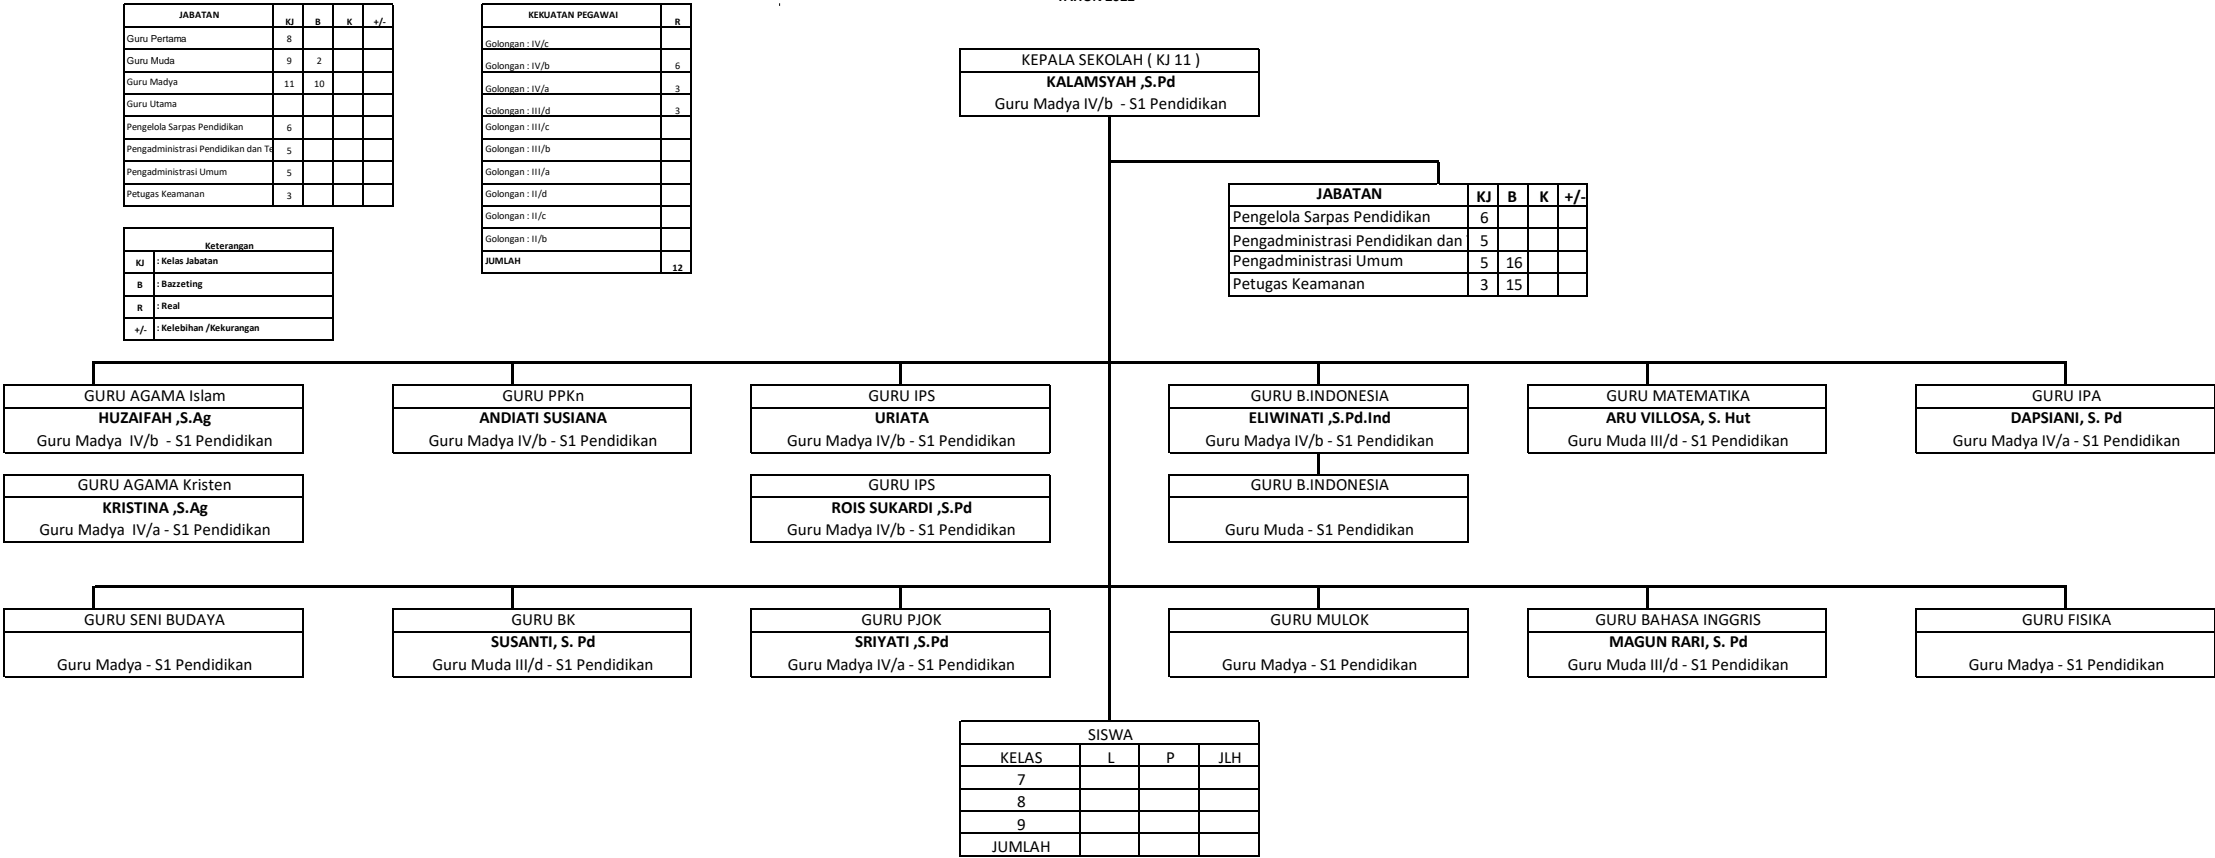 TAHUN 2022
JABATAN KJ B K +/-
Guru Pertama 8
Guru Muda 9 2
Guru Madya 11 10
Guru Utama
Pengelola Sarpas Pendidikan 6
Pengadministrasi Pendidikan dan Te 5
Pengadministrasi Umum 5
Petugas Keamanan 3
Keterangan
KJ : Kelas Jabatan
B : Bazzeting
R : Real
+/- : Kelebihan /Kekurangan
KEKUATAN PEGAWAI R
Golongan : IV/c
Golongan : IV/b 6
Golongan : IV/a 3
Golongan : III/d 3
Golongan : III/c
Golongan : III/b
Golongan : III/a
Golongan : II/d
Golongan : II/c
Golongan : II/b
JUMLAH 12
KEPALA SEKOLAH ( KJ 11 )
KALAMSYAH ,S.Pd
Guru Madya IV/b - S1 Pendidikan
JABATAN KJ B K +/-
Pengelola Sarpas Pendidikan 6
Pengadministrasi Pendidikan dan 5
Pengadministrasi Umum 5 16
Petugas Keamanan 3 15
GURU AGAMA Islam
HUZAIFAH ,S.Ag
Guru Madya IV/b - S1 Pendidikan
GURU PPKn
ANDIATI SUSIANA
Guru Madya IV/b - S1 Pendidikan
GURU IPS
URIATA
Guru Madya IV/b - S1 Pendidikan
GURU B.INDONESIA
ELIWINATI ,S.Pd.Ind
Guru Madya IV/b - S1 Pendidikan
GURU MATEMATIKA
ARU VILLOSA, S. Hut
Guru Muda III/d - S1 Pendidikan
GURU IPA
DAPSIANI, S. Pd
Guru Madya IV/a - S1 Pendidikan
GURU AGAMA Kristen
KRISTINA ,S.Ag
Guru Madya IV/a - S1 Pendidikan
GURU IPS
ROIS SUKARDI ,S.Pd
Guru Madya IV/b - S1 Pendidikan
GURU B.INDONESIA
Guru Muda - S1 Pendidikan
GURU SENI BUDAYA
Guru Madya - S1 Pendidikan
GURU BK
SUSANTI, S. Pd
Guru Muda III/d - S1 Pendidikan
GURU PJOK
SRIYATI ,S.Pd
Guru Madya IV/a - S1 Pendidikan
GURU MULOK
Guru Madya - S1 Pendidikan
GURU BAHASA INGGRIS
MAGUN RARI, S. Pd
Guru Muda III/d - S1 Pendidikan
GURU FISIKA
Guru Madya - S1 Pendidikan
SISWA
KELAS L P JLH
7
8
9
JUMLAH